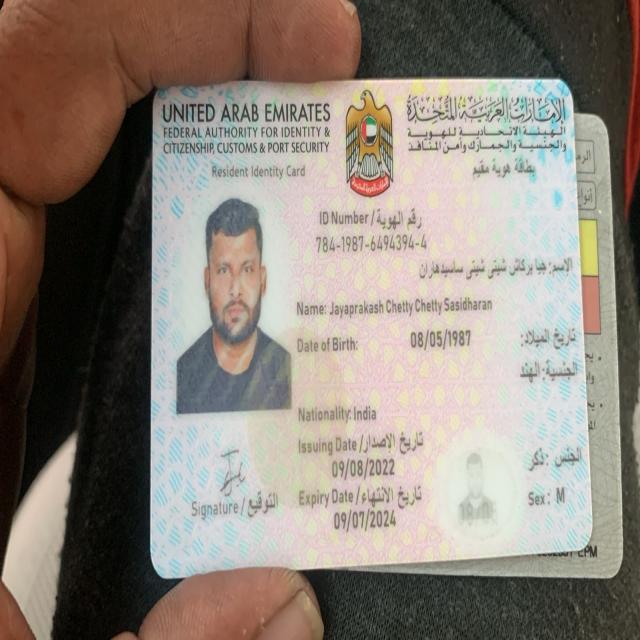 UNITED ARAB EMIRATES
FEDERAL AUTHORITY FOR IDENTITY &
CITIZENSHIP, CUSTOMS & PORT SECURITY
Resident Identity Card
الإمارات العربية المتحدة
الهيئة الاتحادية للهوية
والجنسية والجمارك وأمن المنافذ
بطاقة هوية مقيم
ID Number / رقم الهوية
784-1987-6494394-4
الاسم: جيا بركاش شيتى شيتى ساسيدهاران
Name: Jayaprakash Chetty Chetty Sasidharan
Date of Birth: 08/05/1987 تاريخ الميلاد:
الجنسية: الهند
Nationality: India
Issuing Date / تاريخ الإصدار
09/08/2022
Expiry Date / تاريخ الانتهاء
09/07/2024
الجنس: ذكر
Sex: M
Signature / التوقيع